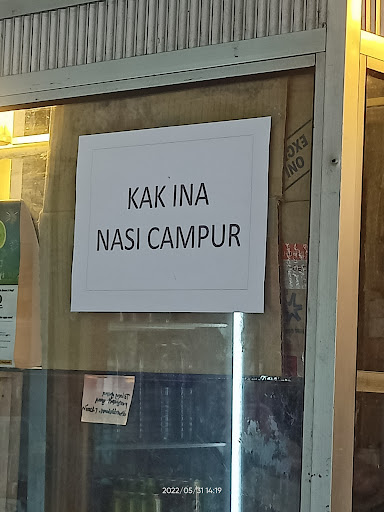 KAK INA
NASI CAMPUR
2022/05/31 14:19